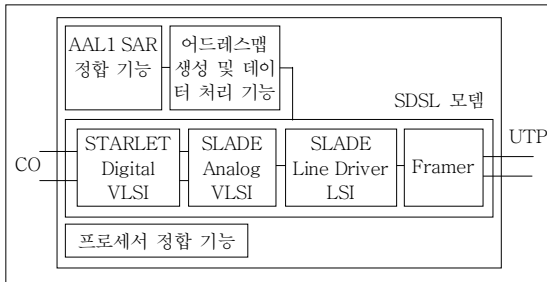 AAL1 SAR
정합 기능
어드레스맵
생성 및 데이
터 처리 기능
SDSL 모뎀
CO
STARLET
Digital
VLSI
SLADE
Analog
VLSI
SLADE
Line Driver
LSI
Framer
UTP
프로세서 정합 기능